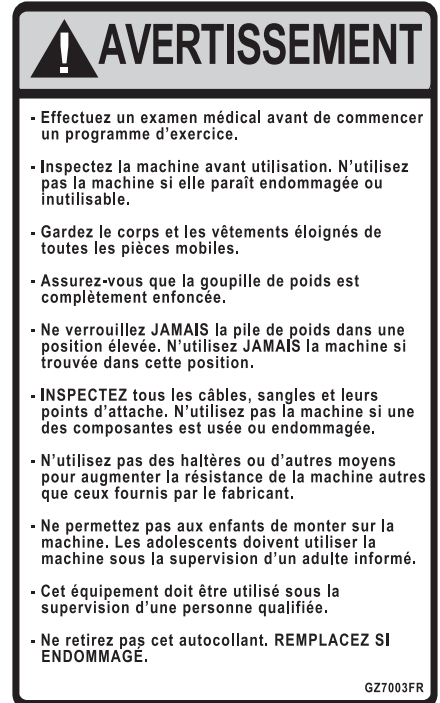 AVERTISSEMENT
- Effectuez un examen médical avant de commencer
un programme d'exercice.
- Inspectez la machine avant utilisation. N'utilisez
pas la machine si elle paraît endommagée ou
inutilisable.
- Gardez le corps et les vêtements éloignés de
toutes les pièces mobiles.
- Assurez-vous que la goupille de poids est
complètement enfoncée.
- Ne verrouillez JAMAIS la pile de poids dans une
position élevée. N'utilisez JAMAIS la machine si
trouvée dans cette position.
- INSPECTEZ tous les câbles, sangles et leurs
points d'attache. N'utilisez pas la machine si une
des composantes est usée ou endommagée.
- N'utilisez pas des haltères ou d'autres moyens
pour augmenter la résistance de la machine autres
que ceux fournis par le fabricant.
- Ne permettez pas aux enfants de monter sur la
machine. Les adolescents doivent utiliser la
machine sous la supervision d'un adulte informé.
- Cet équipement doit être utilisé sous la
supervision d'une personne qualifiée.
- Ne retirez pas cet autocollant. REMPLACEZ SI
ENDOMMAGÉ.
GZ7003FR